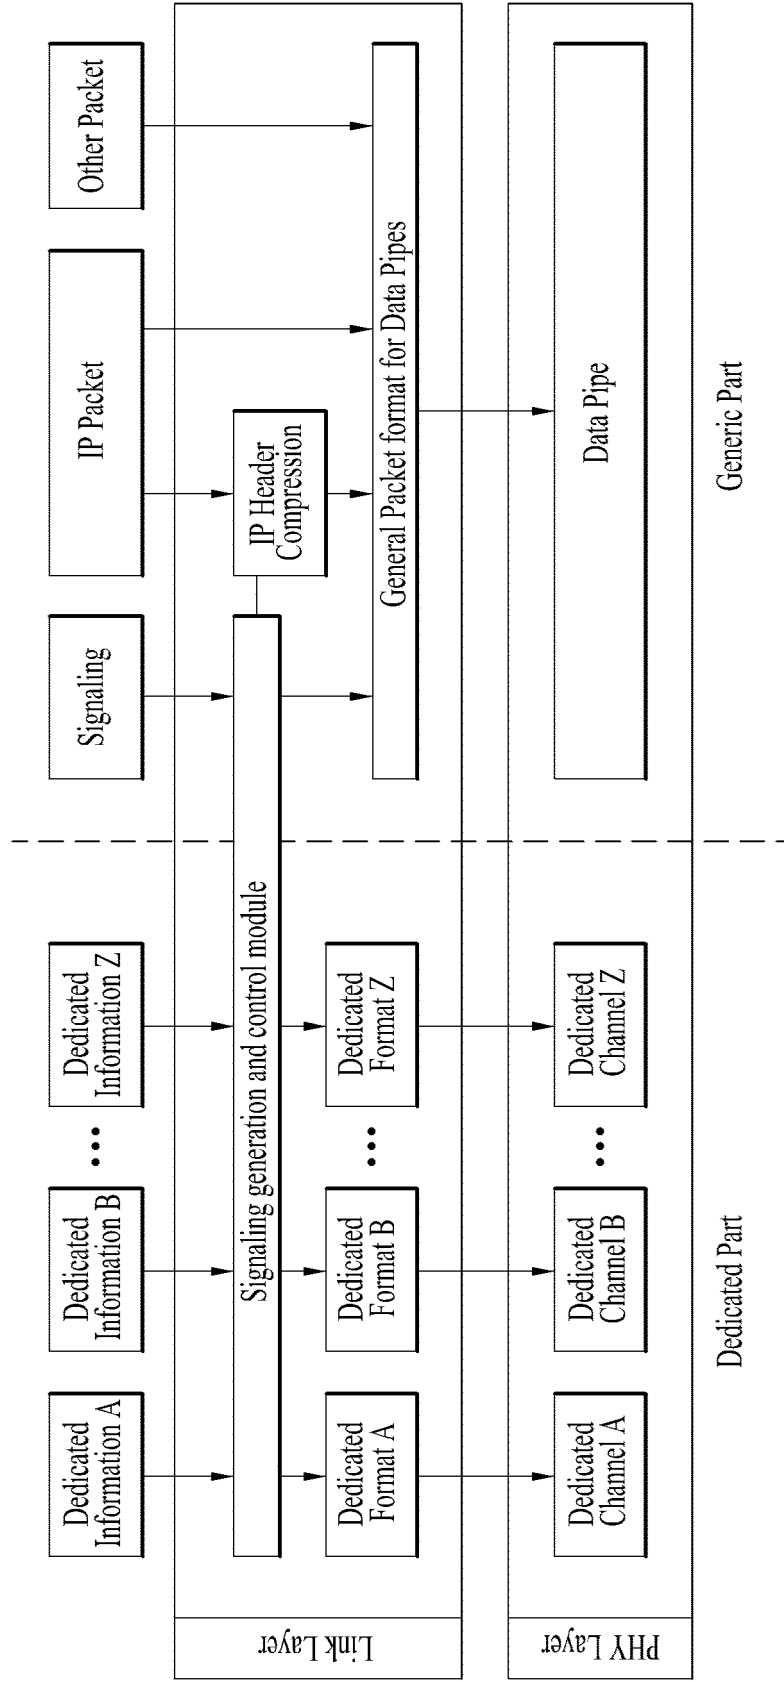 Dedicated
Information A
Dedicated
Information B
Dedicated
Information Z
Signaling
IP Packet
Other Packet
Link Layer
Signaling generation and control module
IP Header
Compression
Dedicated
Format A
Dedicated
Format B
Dedicated
Format Z
General Packet format for Data Pipes
PHY Layer
Dedicated
Channel A
Dedicated
Channel B
Dedicated
Channel Z
Data Pipe
Dedicated Part
Generic Part